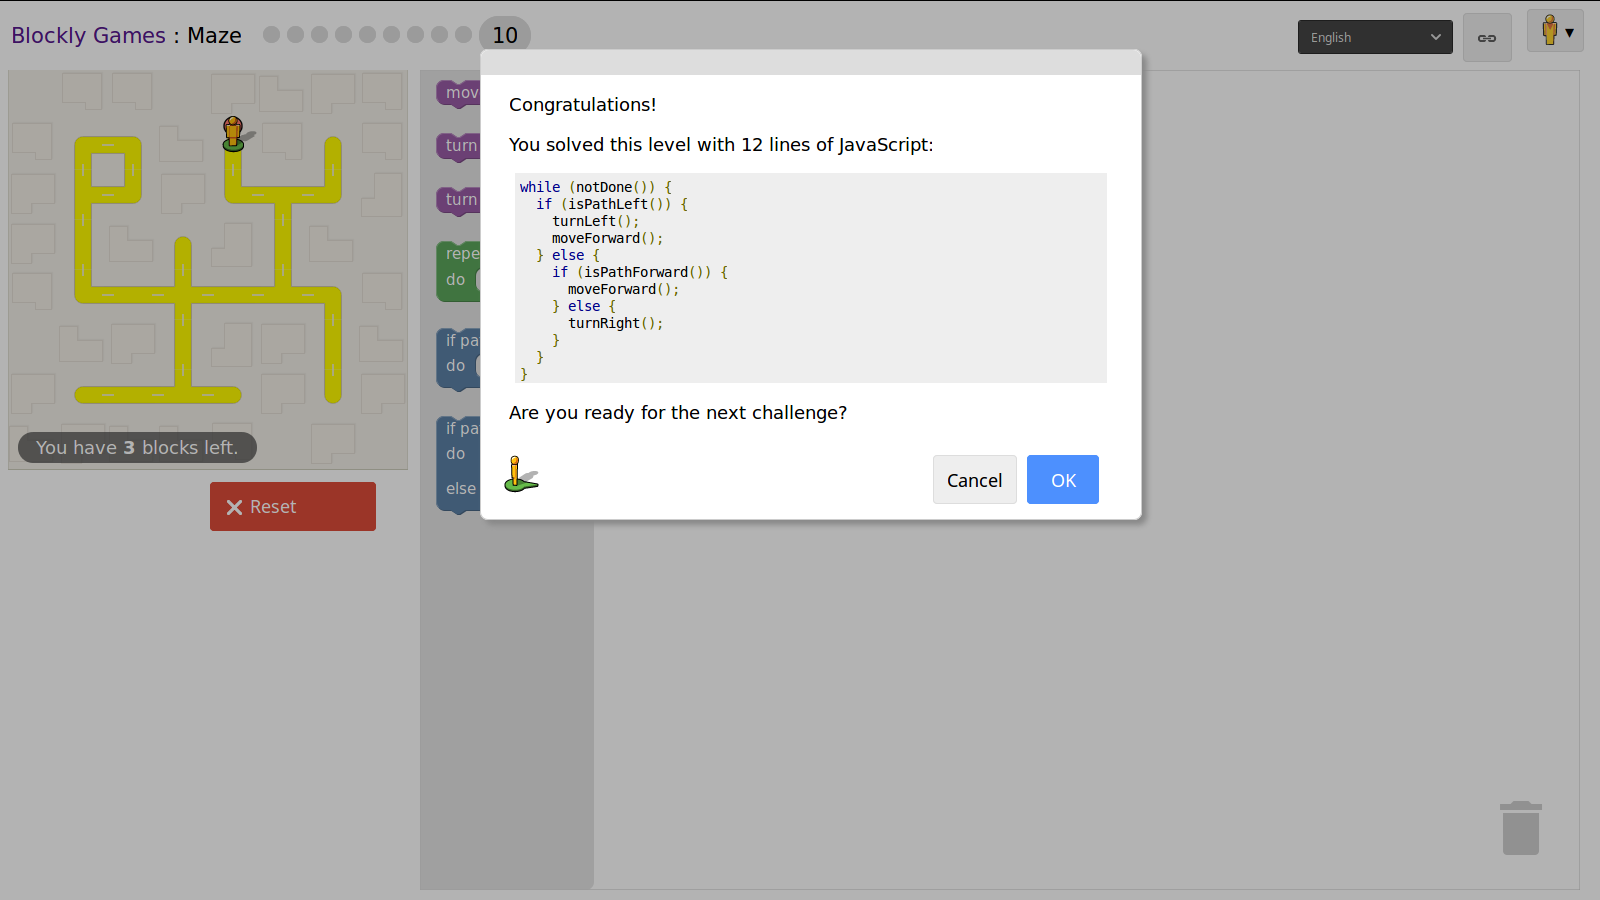 Blockly Games : Maze
10
English
▼
mov
turn
turn
repe
do
if pa
do
if pa
do
else
You have 3 blocks left.
Reset
Congratulations!
You solved this level with 12 lines of JavaScript:
while (notDone()) {
  if (isPathLeft()) {
    turnLeft();
    moveForward();
  } else {
    if (isPathForward()) {
      moveForward();
    } else {
      turnRight();
    }
  }
}
Are you ready for the next challenge?
Cancel
OK